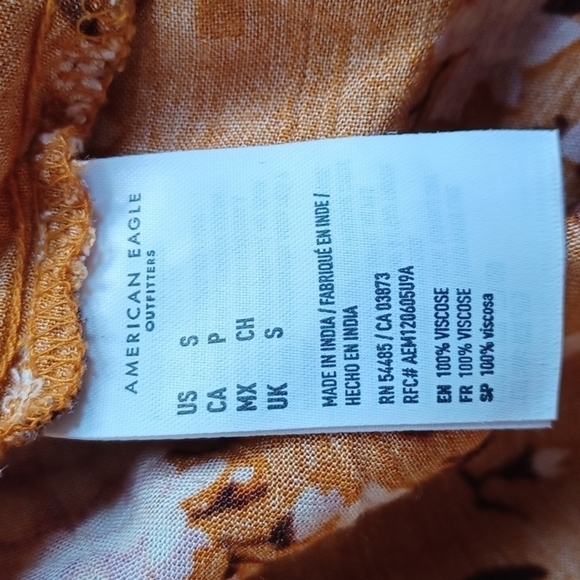 AMERICAN EAGLE
OUTFITTERS
US S
CA P
MX CH
UK S
MADE IN INDIA / FABRIQUÉ EN INDE /
HECHO EN INDIA
RN 54485 / CA 03873
RFC# AEM120605U9A
EN 100% VISCOSE
FR 100% VISCOSE
SP 100% viscosa